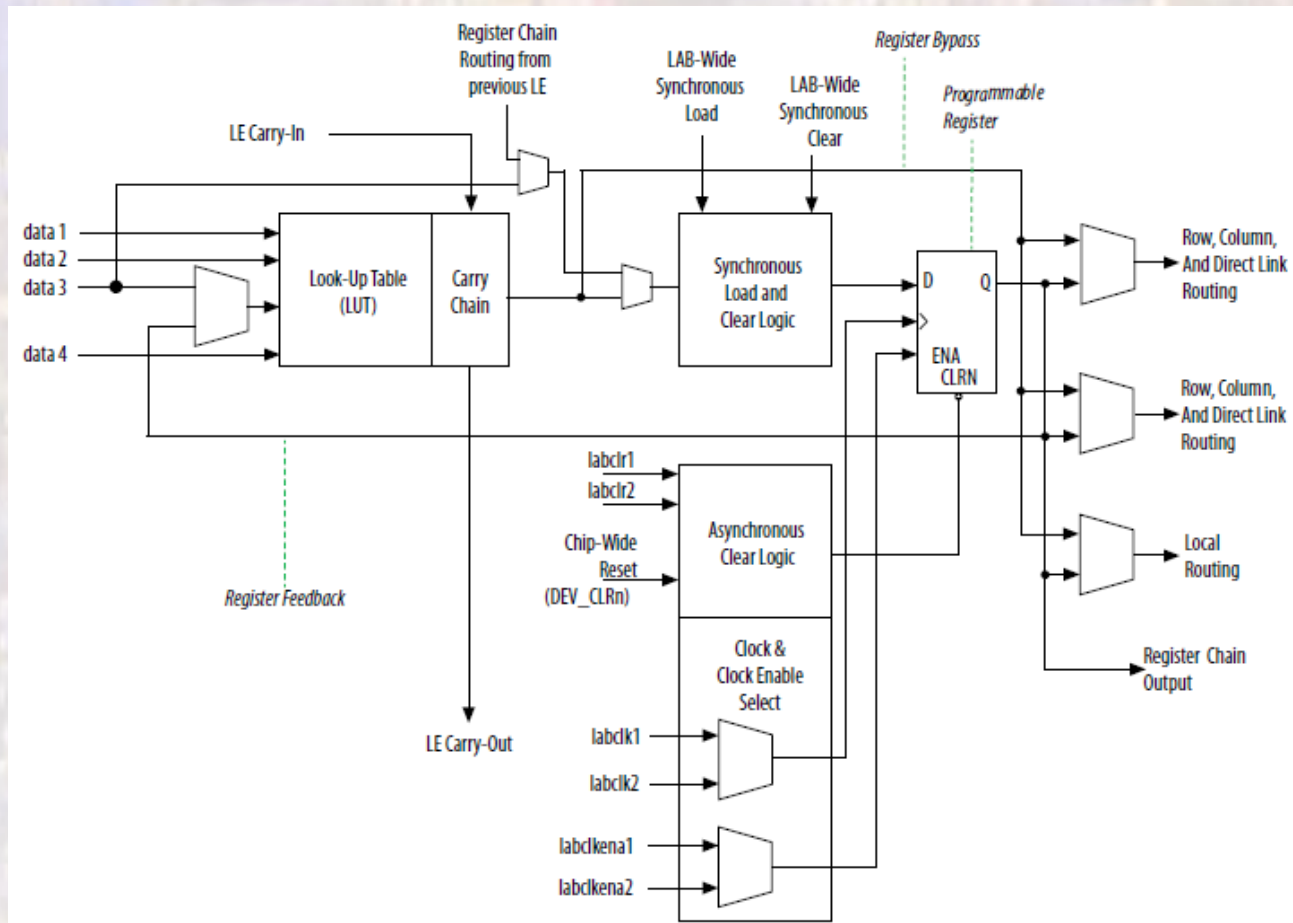 Register Chain
Routing from
previous LE
LAB-Wide
Synchronous
Load
LAB-Wide
Synchronous
Clear
Register Bypass
Programmable
Register
LE Carry-In
data 1
data 2
data 3
data 4
Look-Up Table
(LUT)
Carry
Chain
Synchronous
Load and
Clear Logic
D
Q
ENA
CLRN
Row, Column,
And Direct Link
Routing
Row, Column,
And Direct Link
Routing
Local
Routing
Register Chain
Output
Register Feedback
labclr1
labclr2
Chip-Wide
Reset
(DEV_CLRn)
Asynchronous
Clear Logic
Clock &
Clock Enable
Select
LE Carry-Out
labclk1
labclk2
labclkena1
labclkena2